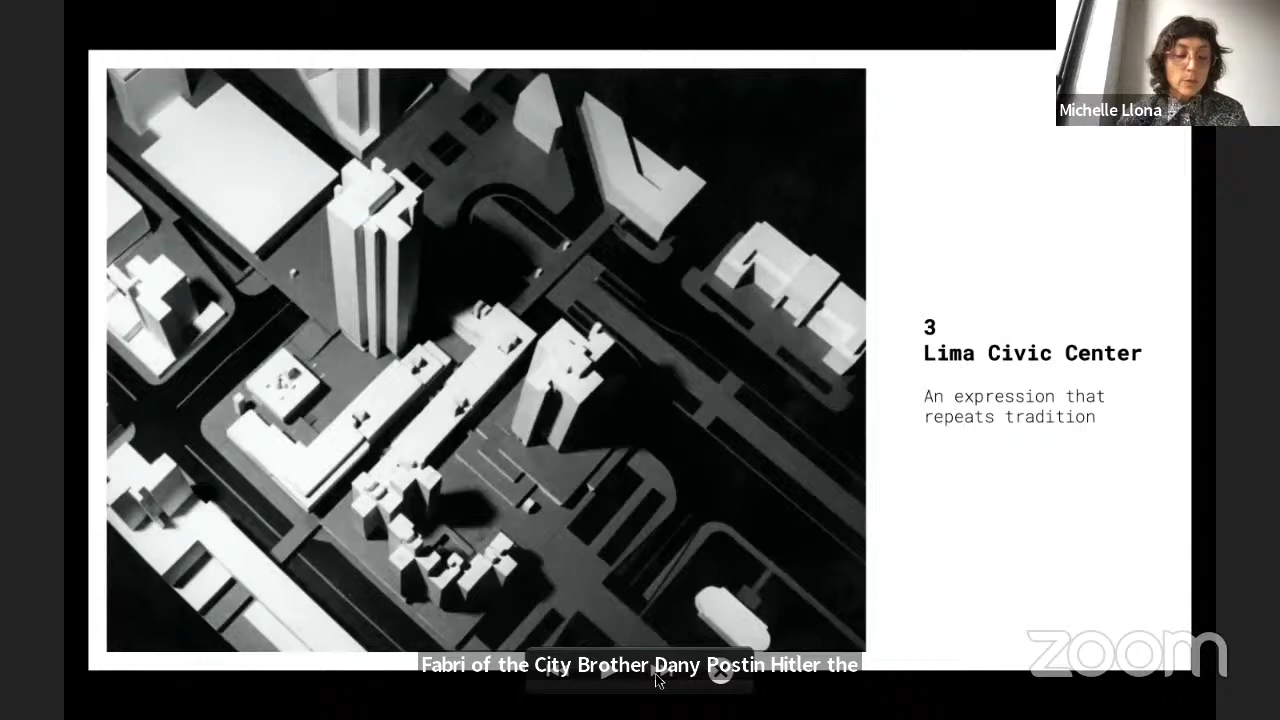 Michelle Llona
3
Lima Civic Center
An expression that
repeats tradition
zoom
Fabri of the City Brother Dany Postin Hitler the